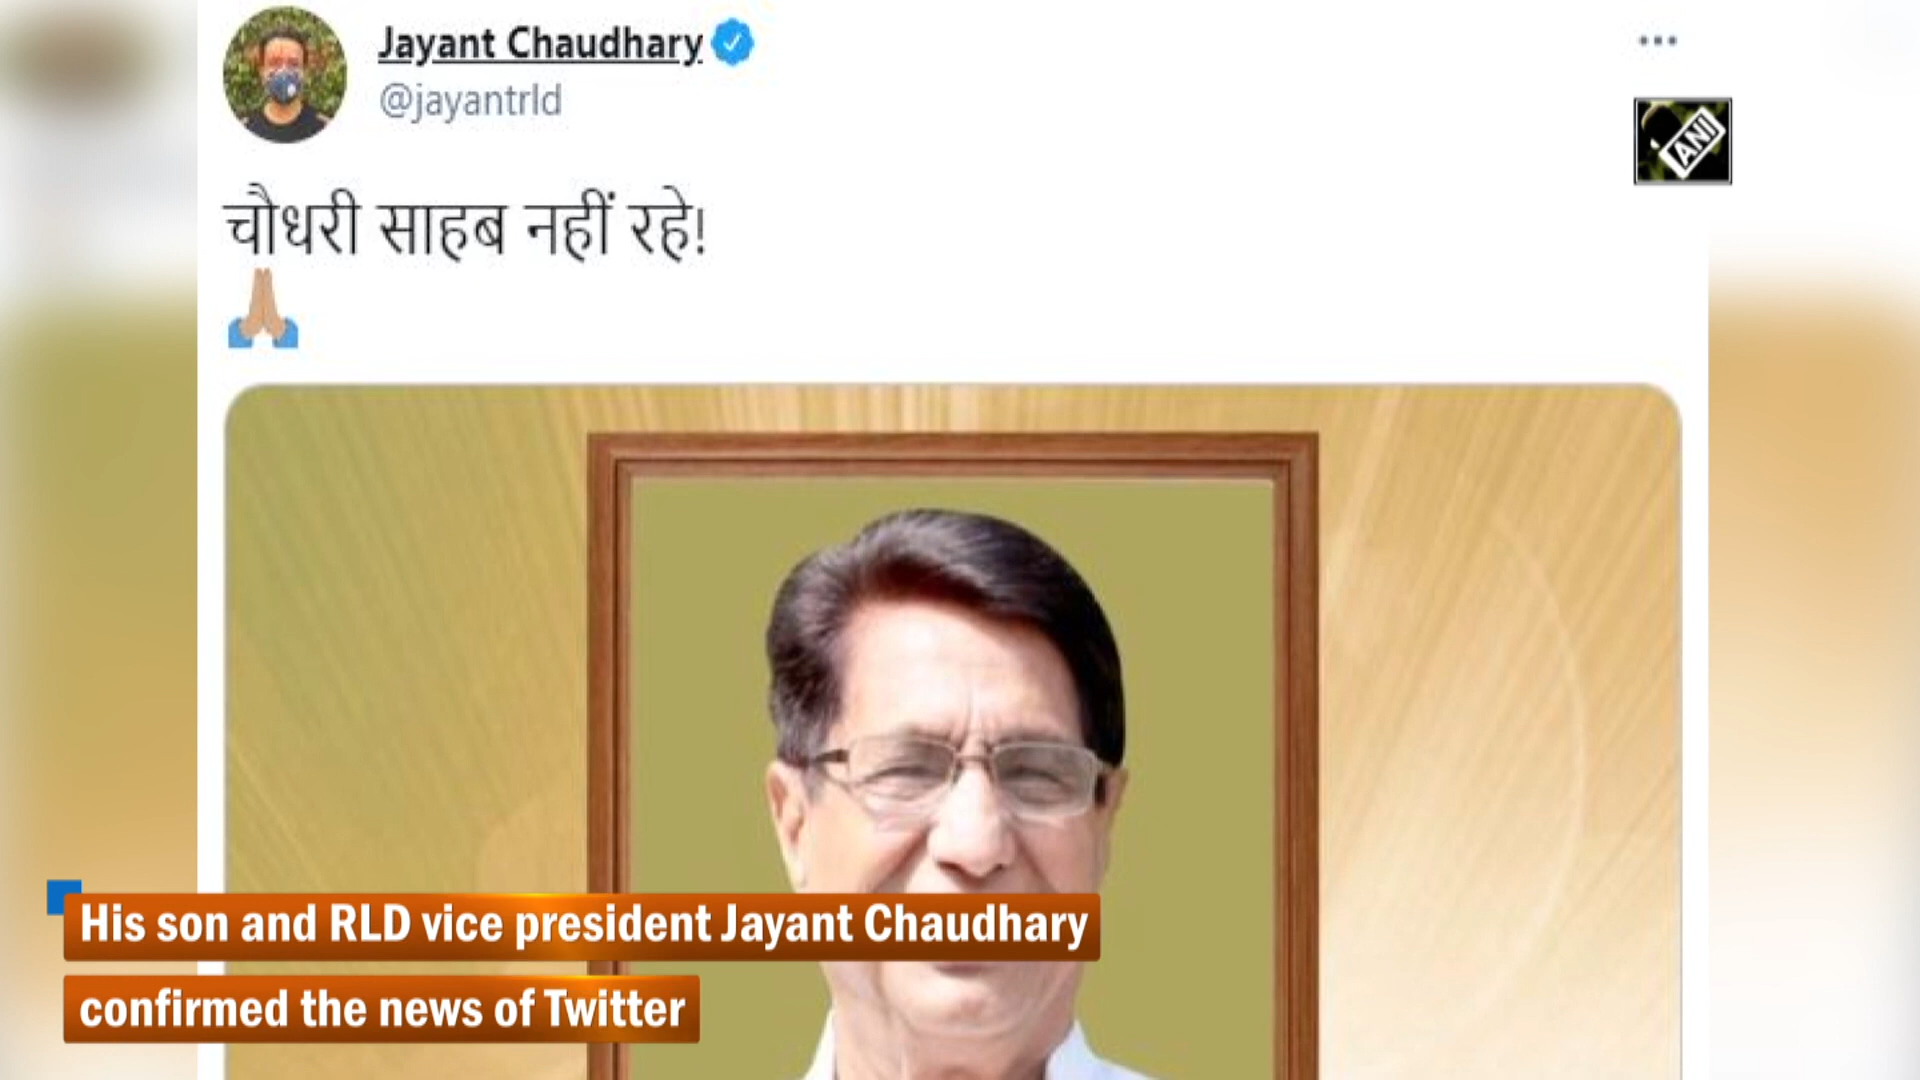 Jayant Chaudhary
@jayantrld
ANI
चौधरी साहब नहीं रहे!
His son and RLD vice president Jayant Chaudhary
confirmed the news of Twitter